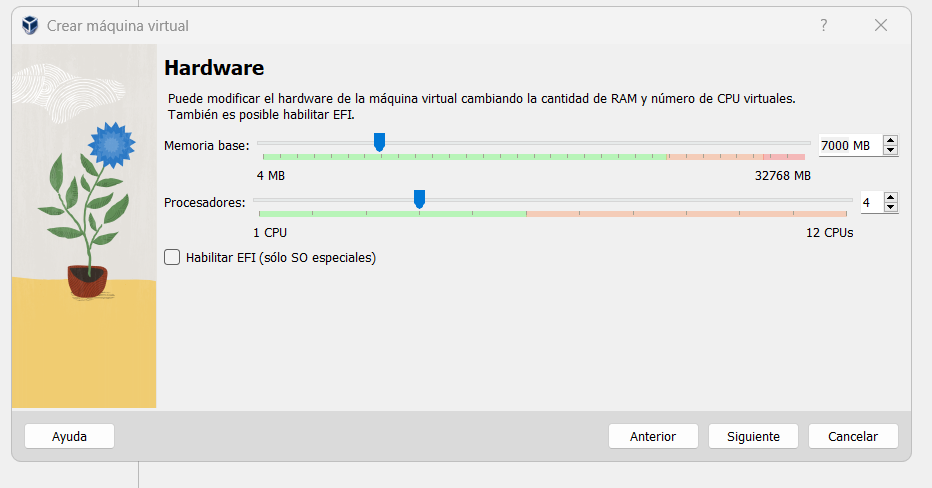 Crear máquina virtual
?
Hardware
Puede modificar el hardware de la máquina virtual cambiando la cantidad de RAM y número de CPU virtuales.
También es posible habilitar EFI.
Memoria base:
7000 MB
4 MB
32768 MB
Procesadores:
4
1 CPU
12 CPUs
Habilitar EFI (sólo SO especiales)
Ayuda
Anterior
Siguiente
Cancelar